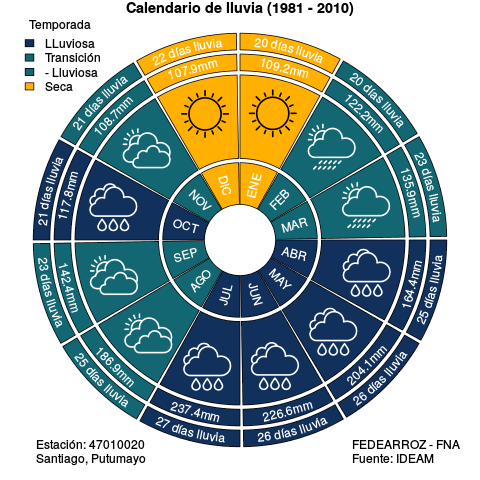 Calendario de lluvia (1981 - 2010)
Temporada
LLuviosa
Transición
- Lluviosa
Seca
20 días lluvia
109.2mm
ENE
20 días lluvia
122.2mm
FEB
23 días lluvia
135.9mm
MAR
25 días lluvia
164.4mm
ABR
26 días lluvia
204.1mm
MAY
26 días lluvia
226.6mm
JUN
27 días lluvia
237.4mm
JUL
25 días lluvia
186.9mm
AGO
23 días lluvia
142.4mm
SEP
21 días lluvia
117.8mm
OCT
21 días lluvia
108.7mm
NOV
22 días lluvia
107.9mm
DIC
Estación: 47010020
Santiago, Putumayo
FEDEARROZ - FNA
Fuente: IDEAM